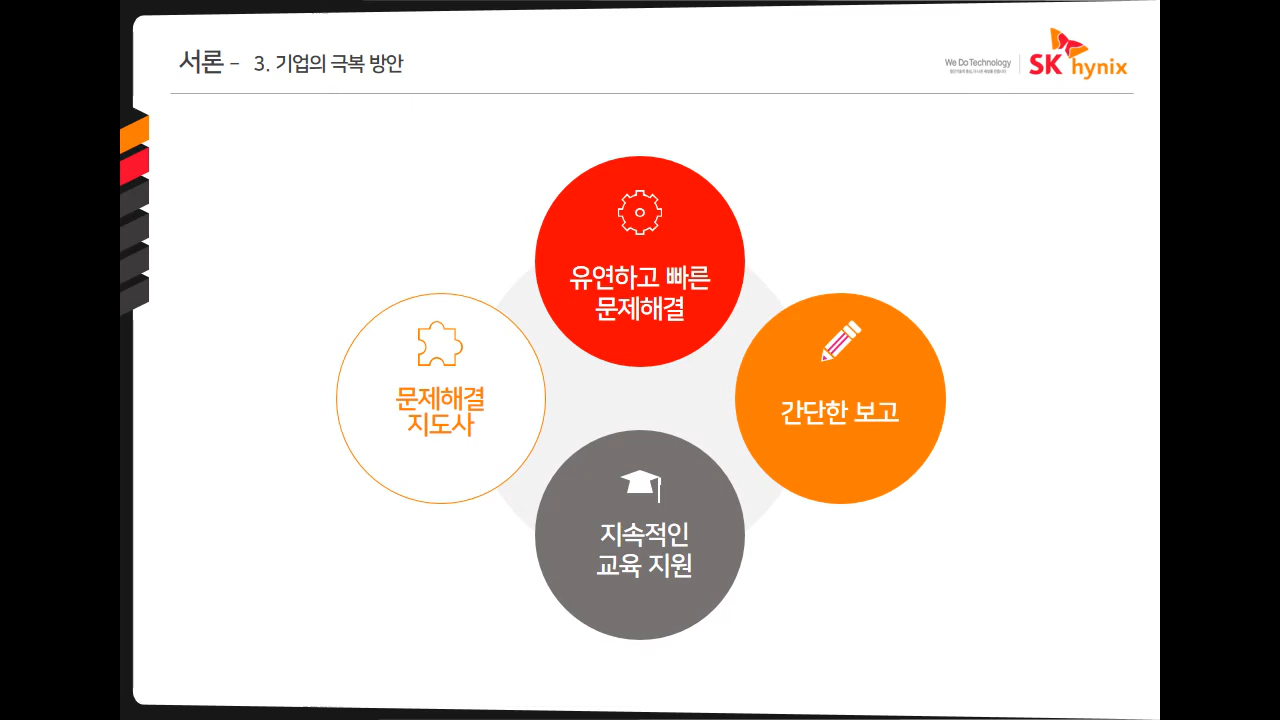 서론 - 3. 기업의 극복 방안
We Do Technology
SK hynix
유연하고 빠른
문제해결
문제해결
지도사
간단한 보고
지속적인
교육 지원